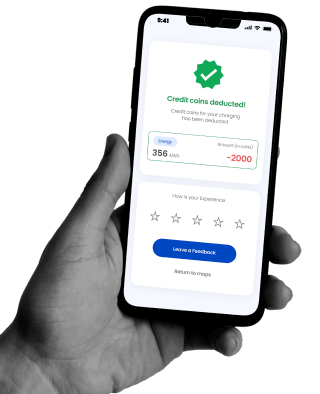 9:41
Credit coins deducted!
Credit coins for your charging
has been deducted
Energy
Amount (in coins)
356 kWh
-2000
How is your Experience
Leave a Feedback
Return to maps